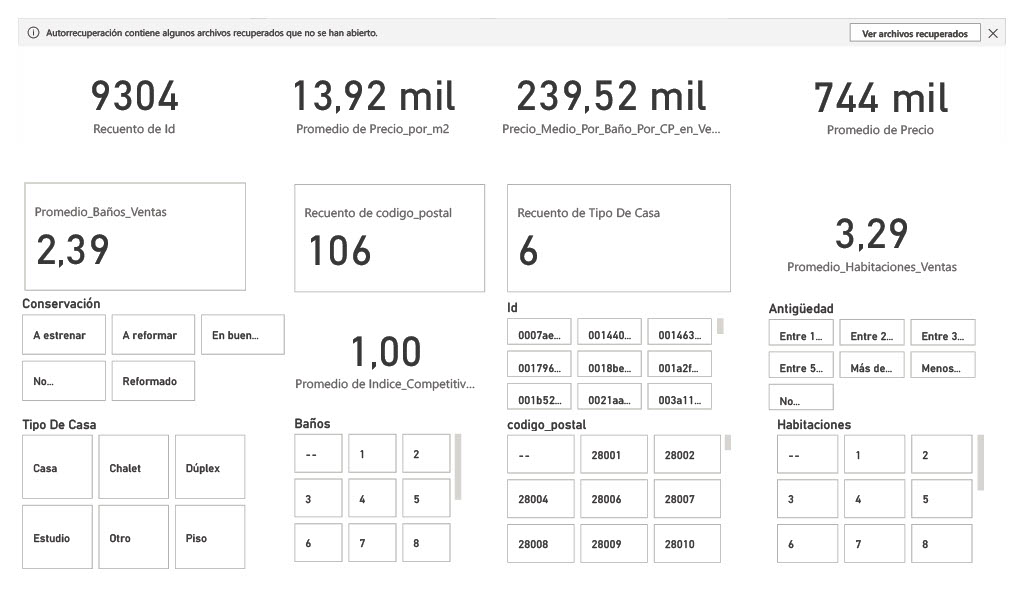 Autorrecuperación contiene algunos archivos recuperados que no se han abierto.
Ver archivos recuperados
9304
Recuento de Id
13,92 mil
Promedio de Precio_por_m2
239,52 mil
Precio_Medio_Por_Baño_Por_CP_en_Ve...
744 mil
Promedio de Precio
Promedio_Baños_Ventas
2,39
Recuento de codigo_postal
106
Recuento de Tipo De Casa
6
3,29
Promedio_Habitaciones_Ventas
Conservación
A estrenar
A reformar
En buen...
No...
Reformado
1,00
Promedio de Indice_Competitiv...
Id
0007ae...
001440...
001463...
001796...
0018be...
001a2f...
001b52...
0021aa...
003a11...
Antigüedad
Entre 1...
Entre 2...
Entre 3...
Entre 5...
Más de...
Menos...
No...
Tipo De Casa
Casa
Chalet
Dúplex
Estudio
Otro
Piso
Baños
--
1
2
3
4
5
6
7
8
codigo_postal
--
28001
28002
28004
28006
28007
28008
28009
28010
Habitaciones
--
1
2
3
4
5
6
7
8